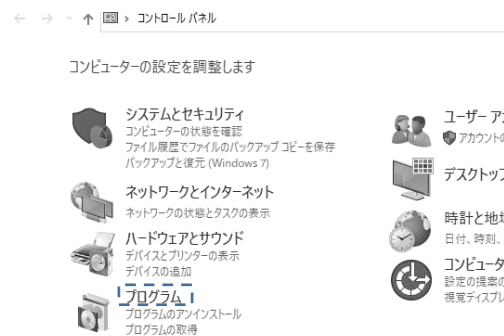 コントロール パネル
コンピューターの設定を調整します
システムとセキュリティ
コンピューターの状態を確認
ファイル履歴でファイルのバックアップ コピーを保存
バックアップと復元 (Windows 7)
ネットワークとインターネット
ネットワークの状態とタスクの表示
ハードウェアとサウンド
デバイスとプリンターの表示
デバイスの追加
プログラム
プログラムのアンインストール
プログラムの取得
ユーザー ア
アカウントの
デスクトップ
時計と地
日付、時刻、
コンピュータ
設定の提案の
視覚ディスプレ